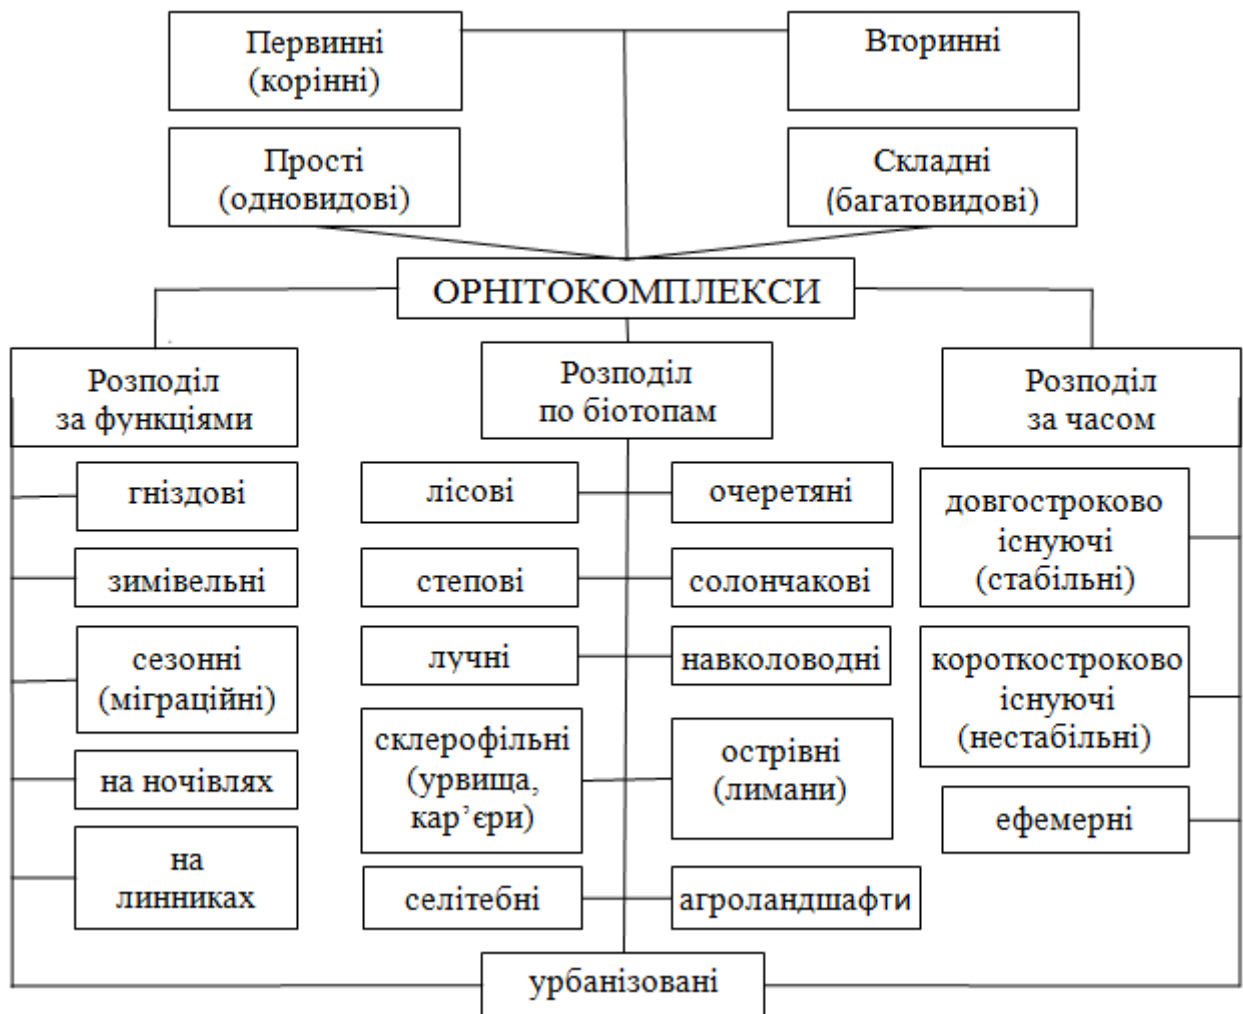 Первинні
(корінні)
Вторинні
Прості
(одновидові)
Складні
(багатовидові)
ОРНІТОКОМПЛЕКСИ
Розподіл
за функціями
Розподіл
по біотопам
Розподіл
за часом
гніздові
зимівельні
сезонні
(міграційні)
на ночівлях
на
линниках
лісові
очеретяні
степові
солончакові
лучні
навколоводні
склерофільні
(урвища,
кар’єри)
острівні
(лимани)
селітебні
агроландшафти
довгостроково
існуючі
(стабільні)
короткостроково
існуючі
(нестабільні)
ефемерні
урбанізовані